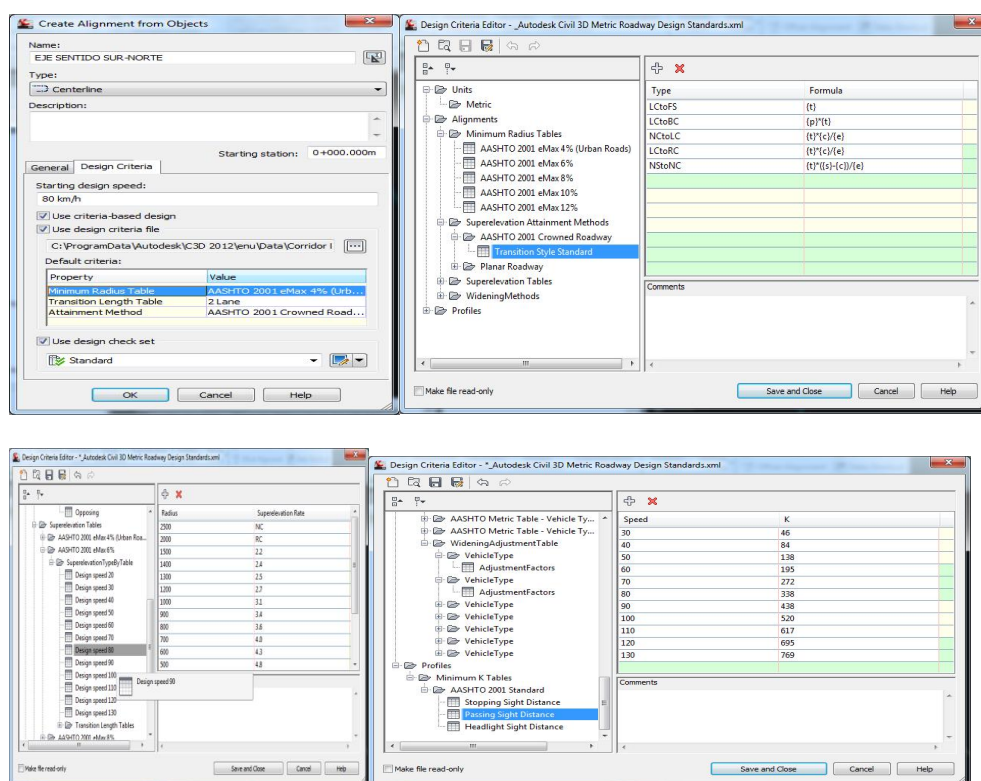 Create Alignment from Objects
Name:
EJE SENTIDO SUR-NORTE
Type:
Centerline
Description:
Starting station: 0+000.000m
General Design Criteria
Starting design speed:
80 km/h
Use criteria-based design
Use design criteria file
C:\ProgramData\Autodesk\C3D 2012\enu\Data\Corridor I
Default criteria:
Property Value
Minimum Radius Table AASHTO 2001 eMax 4% (Urb...
Transition Length Table 2 Lane
Attainment Method AASHTO 2001 Crowned Road...
Use design check set
Standard
OK Cancel Help
Design Criteria Editor - _Autodesk Civil 3D Metric Roadway Design Standards.xml
Units
Metric
Alignments
Minimum Radius Tables
AASHTO 2001 eMax 4% (Urban Roads)
AASHTO 2001 eMax 6%
AASHTO 2001 eMax 8%
AASHTO 2001 eMax 10%
AASHTO 2001 eMax 12%
Superelevation Attainment Methods
AASHTO 2001 Crowned Roadway
Transition Style Standard
Planar Roadway
Superelevation Tables
WideningMethods
Profiles
Type Formula
LCtoFS {t}
LCtoBC {p}*{t}
NCtoLC {t}*{c}/{e}
LCtoRC {t}*{c}/{e}
NStoNC {t}*({s}-{c})/{e}
Comments
Make file read-only
Save and Close Cancel Help
Design Criteria Editor - *_Autodesk Civil 3D Metric Roadway Design Standards.xml
Opposing
Superelevation Tables
AASHTO 2001 eMax 4% (Urban Roa...
AASHTO 2001 eMax 6%
SuperelevationTypeByTable
Design speed 20
Design speed 30
Design speed 40
Design speed 50
Design speed 60
Design speed 70
Design speed 80
Design speed 90
Design speed 100
Design speed 110
Design speed 120
Design speed 130
Transition Length Tables
AASHTO 2001 eMax 8%
Design speed 90
Radius Superelevation Rate
2500 NC
2000 RC
1500 2.2
1400 2.4
1300 2.5
1200 2.7
1000 3.1
900 3.4
800 3.6
700 4.0
600 4.3
500 4.8
Make file read-only
Save and Close Cancel Help
Design Criteria Editor - *_Autodesk Civil 3D Metric Roadway Design Standards.xml
AASHTO Metric Table - Vehicle Ty...
AASHTO Metric Table - Vehicle Ty...
WideningAdjustmentTable
VehicleType
AdjustmentFactors
VehicleType
AdjustmentFactors
VehicleType
VehicleType
VehicleType
VehicleType
Profiles
Minimum K Tables
AASHTO 2001 Standard
Stopping Sight Distance
Passing Sight Distance
Headlight Sight Distance
Speed K
30 46
40 84
50 138
60 195
70 272
80 338
90 438
100 520
110 617
120 695
130 769
Comments
Make file read-only
Save and Close Cancel Help